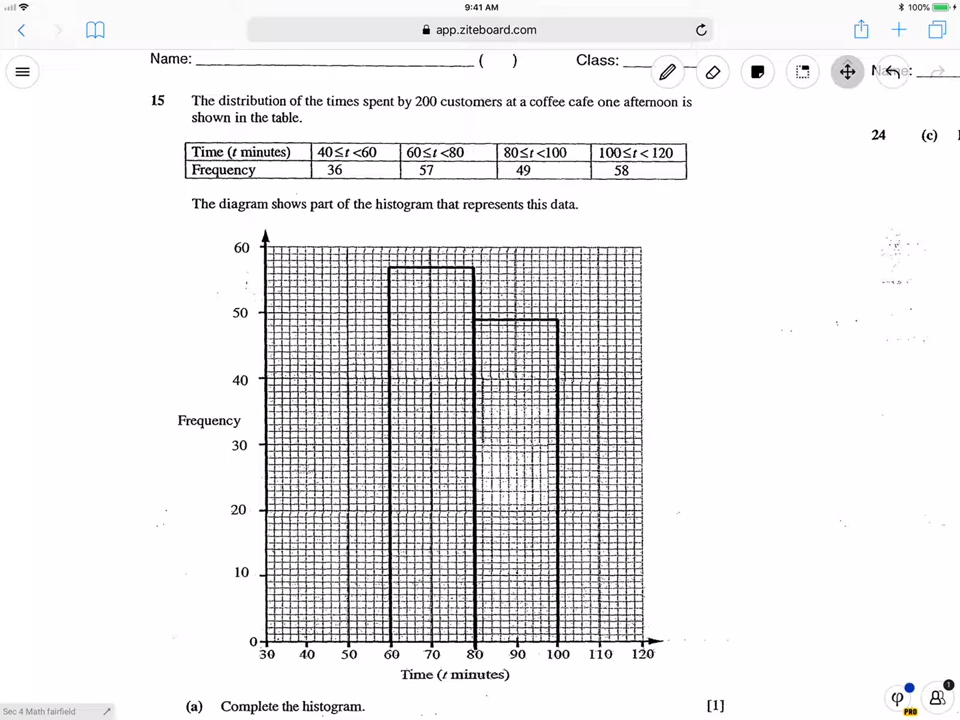 9:41 AM
100%
app.ziteboard.com
Name: ( ) Class:
15 The distribution of the times spent by 200 customers at a coffee cafe one afternoon is
shown in the table.
24 (c)
Time (t minutes) 40≤t<60 60≤t<80 80≤t<100 100≤t<120
Frequency 36 57 49 58
The diagram shows part of the histogram that represents this data.
60
50
40
Frequency
30
20
10
0
30 40 50 60 70 80 90 100 110 120
Time (t minutes)
(a) Complete the histogram. [1]
Sec 4 Math fairfield
φ PRO
1